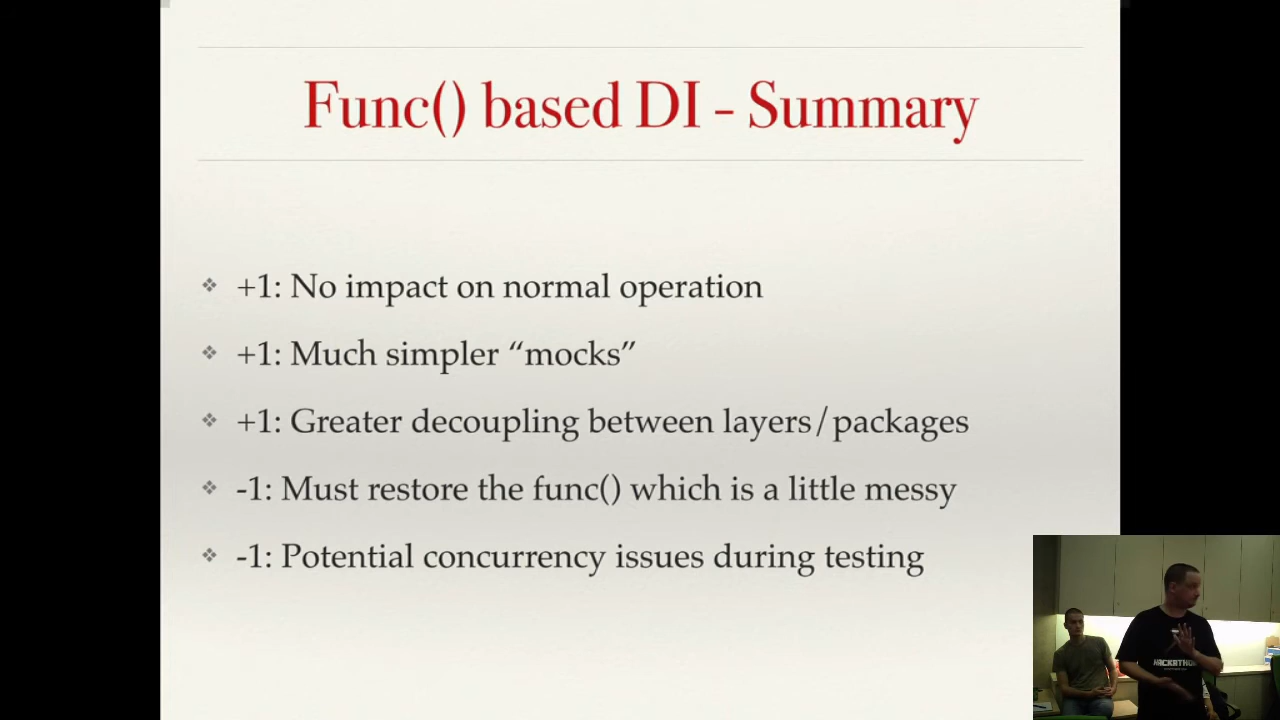 Func() based DI - Summary
+1: No impact on normal operation
+1: Much simpler “mocks”
+1: Greater decoupling between layers/packages
-1: Must restore the func() which is a little messy
-1: Potential concurrency issues during testing
HACKATHON